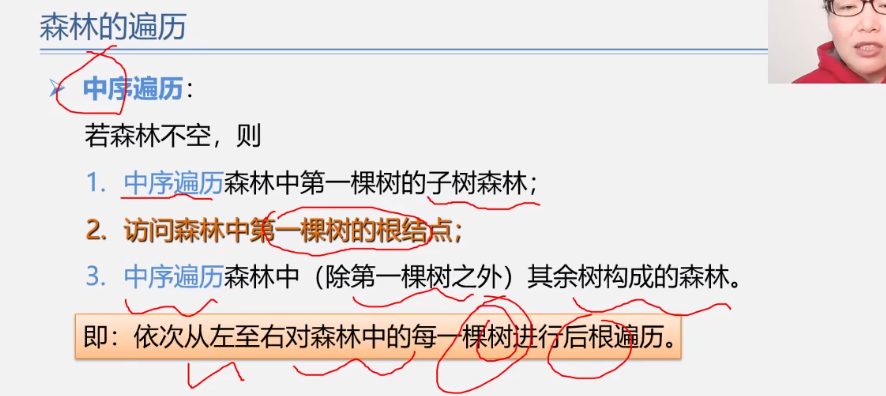 森林的遍历
中序遍历：
若森林不空，则
1. 中序遍历森林中第一棵树的子树森林；
2. 访问森林中第一棵树的根结点；
3. 中序遍历森林中（除第一棵树之外）其余树构成的森林。
即：依次从左至右对森林中的每一棵树进行后根遍历。